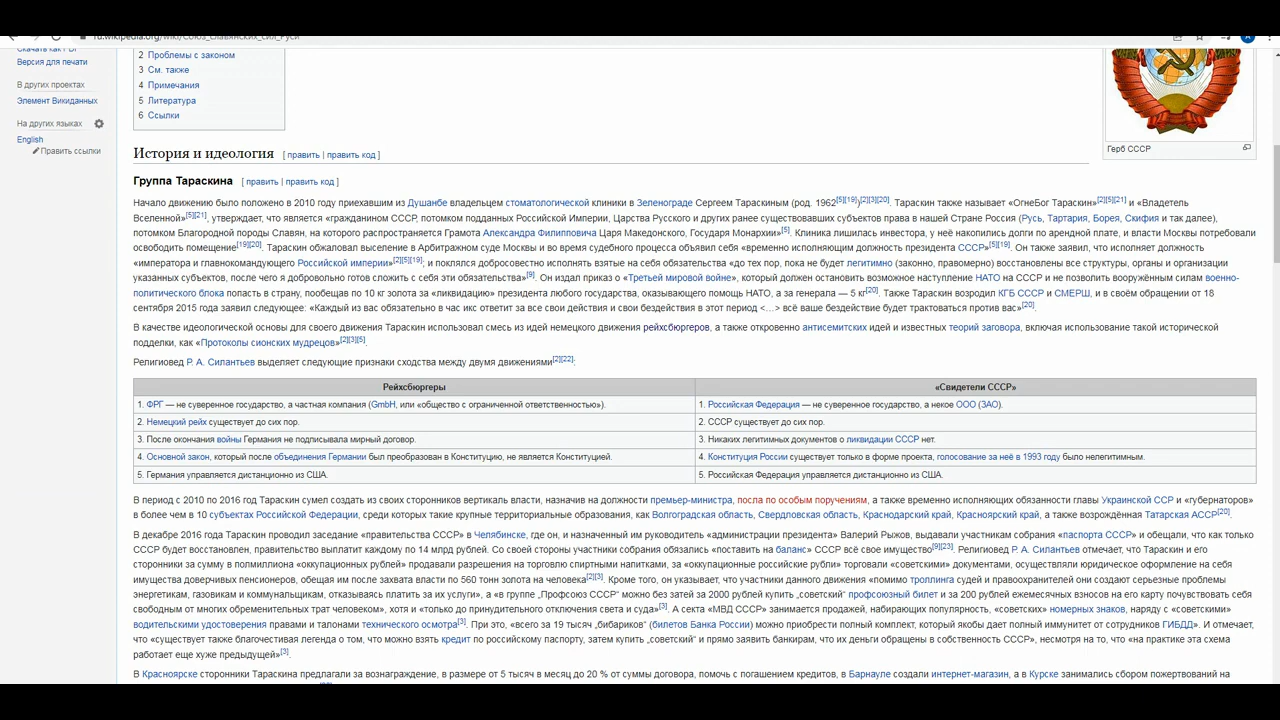 ru.wikipedia.org/wiki/Союз_славянских_сил_Руси
Скачать как PDF
Версия для печати
В других проектах
Элемент Викиданных
На других языках
English
Править ссылки
2 Проблемы с законом
3 См. также
4 Примечания
5 Литература
6 Ссылки
Герб СССР
История и идеология [ править | править код ]
Группа Тараскина [ править | править код ]
Начало движению было положено в 2010 году приехавшим из Душанбе владельцем стоматологической клиники в Зеленограде Сергеем Тараскиным (род. 1962[5][19])[2][3][20]. Тараскин также называет «ОгнеБог Тараскин»[2][5][21] и «Владетель
Вселенной»[5][21], утверждает, что является «гражданином СССР, потомком подданных Российской Империи, Царства Русского и других ранее существовавших субъектов права в нашей Стране Россия (Русь, Тартария, Борея, Скифия и так далее),
потомком Благородной породы Славян, на которого распространяется Грамота Александра Филипповича Царя Македонского, Государя Монархии»[5]. Клиника лишилась инвестора, у неё накопились долги по арендной плате, и власти Москвы потребовали
освободить помещение[19][20]. Тараскин обжаловал выселение в Арбитражном суде Москвы и во время судебного процесса объявил себя «временно исполняющим должность президента СССР»[5][19]. Он также заявил, что исполняет должность
«императора и главнокомандующего Российской империи»[2][5][19]; и поклялся добросовестно исполнять взятые на себя обязательства «до тех пор, пока не будет легитимно (законно, правомерно) восстановлены все структуры, органы и организации
указанных субъектов, после чего я добровольно готов сложить с себя эти обязательства»[9]. Он издал приказ о «Третьей мировой войне», который должен остановить возможное наступление НАТО на СССР и не позволить вооружённым силам военно-
политического блока попасть в страну, пообещав по 10 кг золота за «ликвидацию» президента любого государства, оказывающего помощь НАТО, а за генерала — 5 кг[20]. Также Тараскин возродил КГБ СССР и СМЕРШ, и в своём обращении от 18
сентября 2015 года заявил следующее: «Каждый из вас обязательно в час икс ответит за все свои действия и свои бездействия в этот период <…> всё ваше бездействие будет трактоваться против вас»[20].
В качестве идеологической основы для своего движения Тараскин использовал смесь из идей немецкого движения рейхсбюргеров, а также откровенно антисемитских идей и известных теорий заговора, включая использование такой исторической
подделки, как «Протоколы сионских мудрецов»[2][3][5].
Религиовед Р. А. Силантьев выделяет следующие признаки сходства между двумя движениями[2][22]:
Рейхсбюргеры «Свидетели СССР»
1. ФРГ — не суверенное государство, а частная компания (GmbH, или «общество с ограниченной ответственностью»). 1. Российская Федерация — не суверенное государство, а некое ООО (ЗАО).
2. Немецкий рейх существует до сих пор. 2. СССР существует до сих пор.
3. После окончания войны Германия не подписывала мирный договор. 3. Никаких легитимных документов о ликвидации СССР нет.
4. Основной закон, который после объединения Германии был преобразован в Конституцию, не является Конституцией. 4. Конституция России существует только в форме проекта, голосование за неё в 1993 году было нелегитимным.
5. Германия управляется дистанционно из США. 5. Российская Федерация управляется дистанционно из США.
В период с 2010 по 2016 год Тараскин сумел создать из своих сторонников вертикаль власти, назначив на должности премьер-министра, посла по особым поручениям, а также временно исполняющих обязанности главы Украинской ССР и «губернаторов»
в более чем в 10 субъектах Российской Федерации, среди которых такие крупные территориальные образования, как Волгоградская область, Свердловская область, Краснодарский край, Красноярский край, а также возрождённая Татарская АССР[20].
В декабре 2016 года Тараскин проводил заседание «правительства СССР» в Челябинске, где он, и назначенный им руководитель «администрации президента» Валерий Рыжов, выдавали участникам собрания «паспорта СССР» и обещали, что как только
СССР будет восстановлен, правительство выплатит каждому по 14 млрд рублей. Со своей стороны участники собрания обязались «поставить на баланс» СССР всё свое имущество[9][23]. Религиовед Р. А. Силантьев отмечает, что Тараскин и его
сторонники за сумму в полмиллиона «оккупационных рублей» продавали разрешения на торговлю спиртными напитками, за «оккупационные российские рубли» торговали «советскими» документами, осуществляли юридическое оформление на себя
имущества доверчивых пенсионеров, обещая им после захвата власти по 560 тонн золота на человека[2][3]. Кроме того, он указывает, что участники данного движения «помимо троллинга судей и правоохранителей они создают серьезные проблемы
энергетикам, газовикам и коммунальщикам, отказываясь платить за их услуги», а «в группе „Профсоюз СССР“ можно без затей за 2000 рублей купить „советский“ профсоюзный билет и за 200 рублей ежемесячных взносов на его карту почувствовать себя
свободным от многих обременительных трат человеком», хотя и «только до принудительного отключения света и суда»[3]. А секта «МВД СССР» занимается продажей, набирающих популярность, «советских» номерных знаков, наряду с «советскими»
водительскими удостоверения правами и талонами технического осмотра[3]. При это, «всего за 19 тысяч „бибариков“ (билетов Банка России) можно приобрести полный комплект, который якобы дает полный иммунитет от сотрудников ГИБДД». И отмечает,
что «существует также благочестивая легенда о том, что можно взять кредит по российскому паспорту, затем купить „советский“ и прямо заявить банкирам, что их деньги обращены в собственность СССР», несмотря на то, что «на практике эта схема
работает еще хуже предыдущей»[3].
В Красноярске сторонники Тараскина предлагали за вознаграждение, в размере от 5 тысяч в месяц до 20 % от суммы договора, помочь с погашением кредитов, в Барнауле создали интернет-магазин, а в Курске занимались сбором пожертвований на